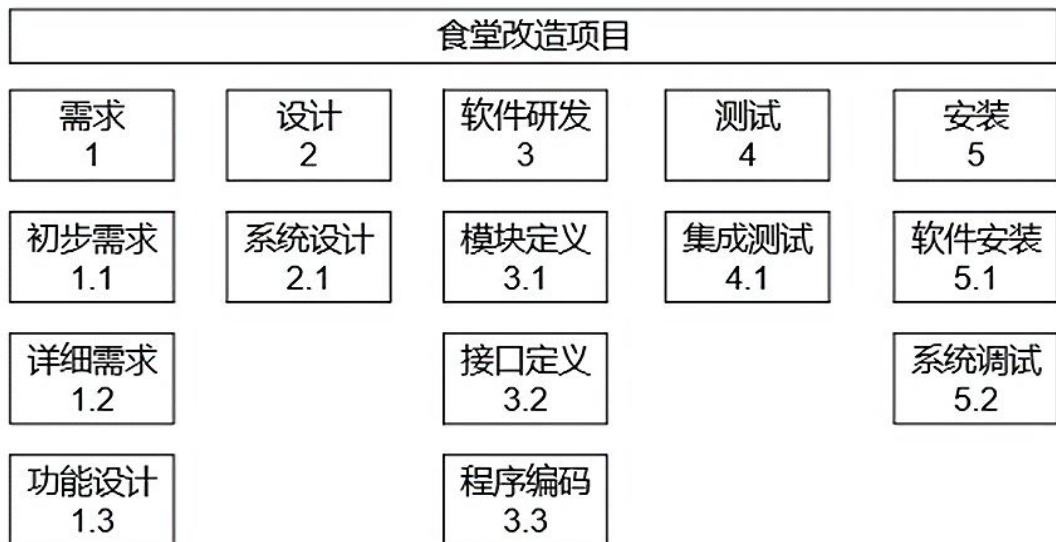 食堂改造项目
需求
1
设计
2
软件研发
3
测试
4
安装
5
初步需求
1.1
系统设计
2.1
模块定义
3.1
集成测试
4.1
软件安装
5.1
详细需求
1.2
接口定义
3.2
系统调试
5.2
功能设计
1.3
程序编码
3.3